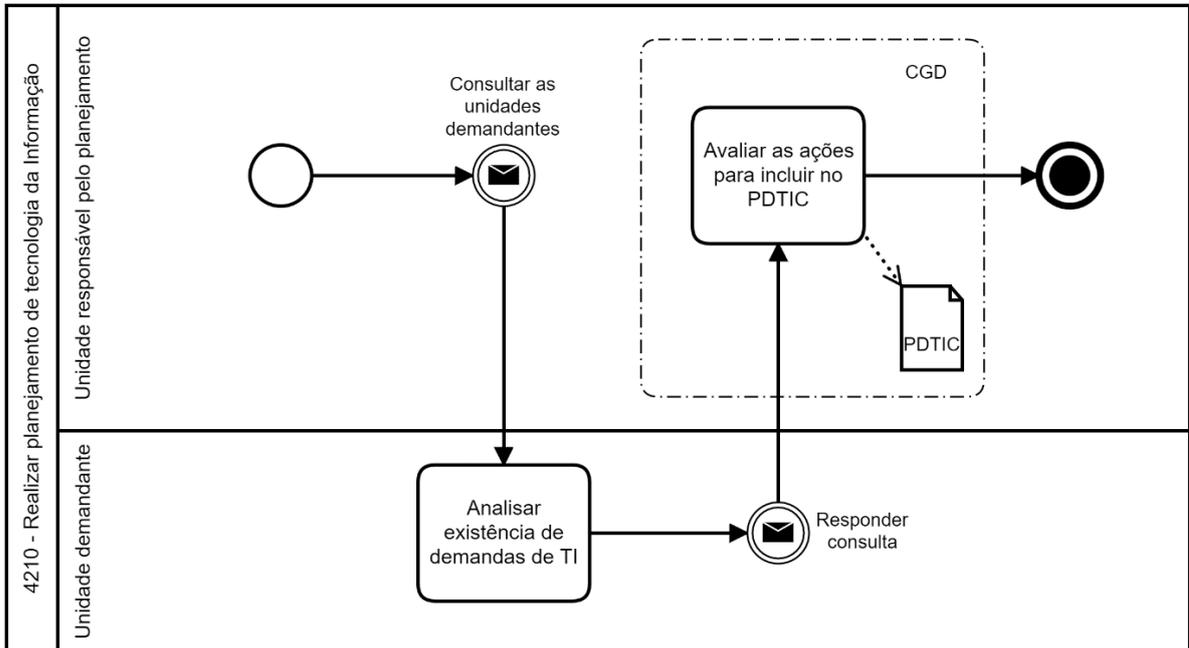 4210 - Realizar planejamento de tecnologia da Informação
Unidade responsável pelo planejamento
Consultar as
unidades
demandantes
CGD
Avaliar as ações
para incluir no
PDTIC
PDTIC
Unidade demandante
Analisar
existência de
demandas de TI
Responder
consulta